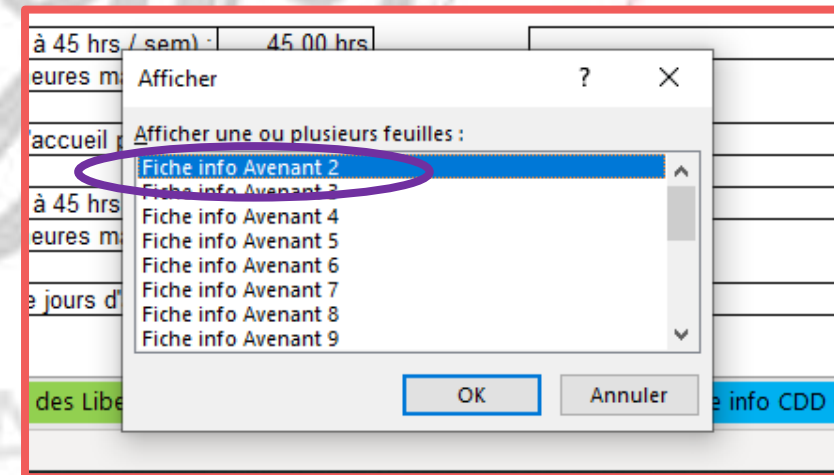 à 45 hrs / sem) : 45.00 hrs
eures m
Afficher ? ×
'accueil p
Afficher une ou plusieurs feuilles :
Fiche info Avenant 2
Fiche info Avenant 3
à 45 hrs
Fiche info Avenant 4
eures m
Fiche info Avenant 5
Fiche info Avenant 6
Fiche info Avenant 7
e jours d'
Fiche info Avenant 8
Fiche info Avenant 9
des Libe
OK
Annuler
e info CDD